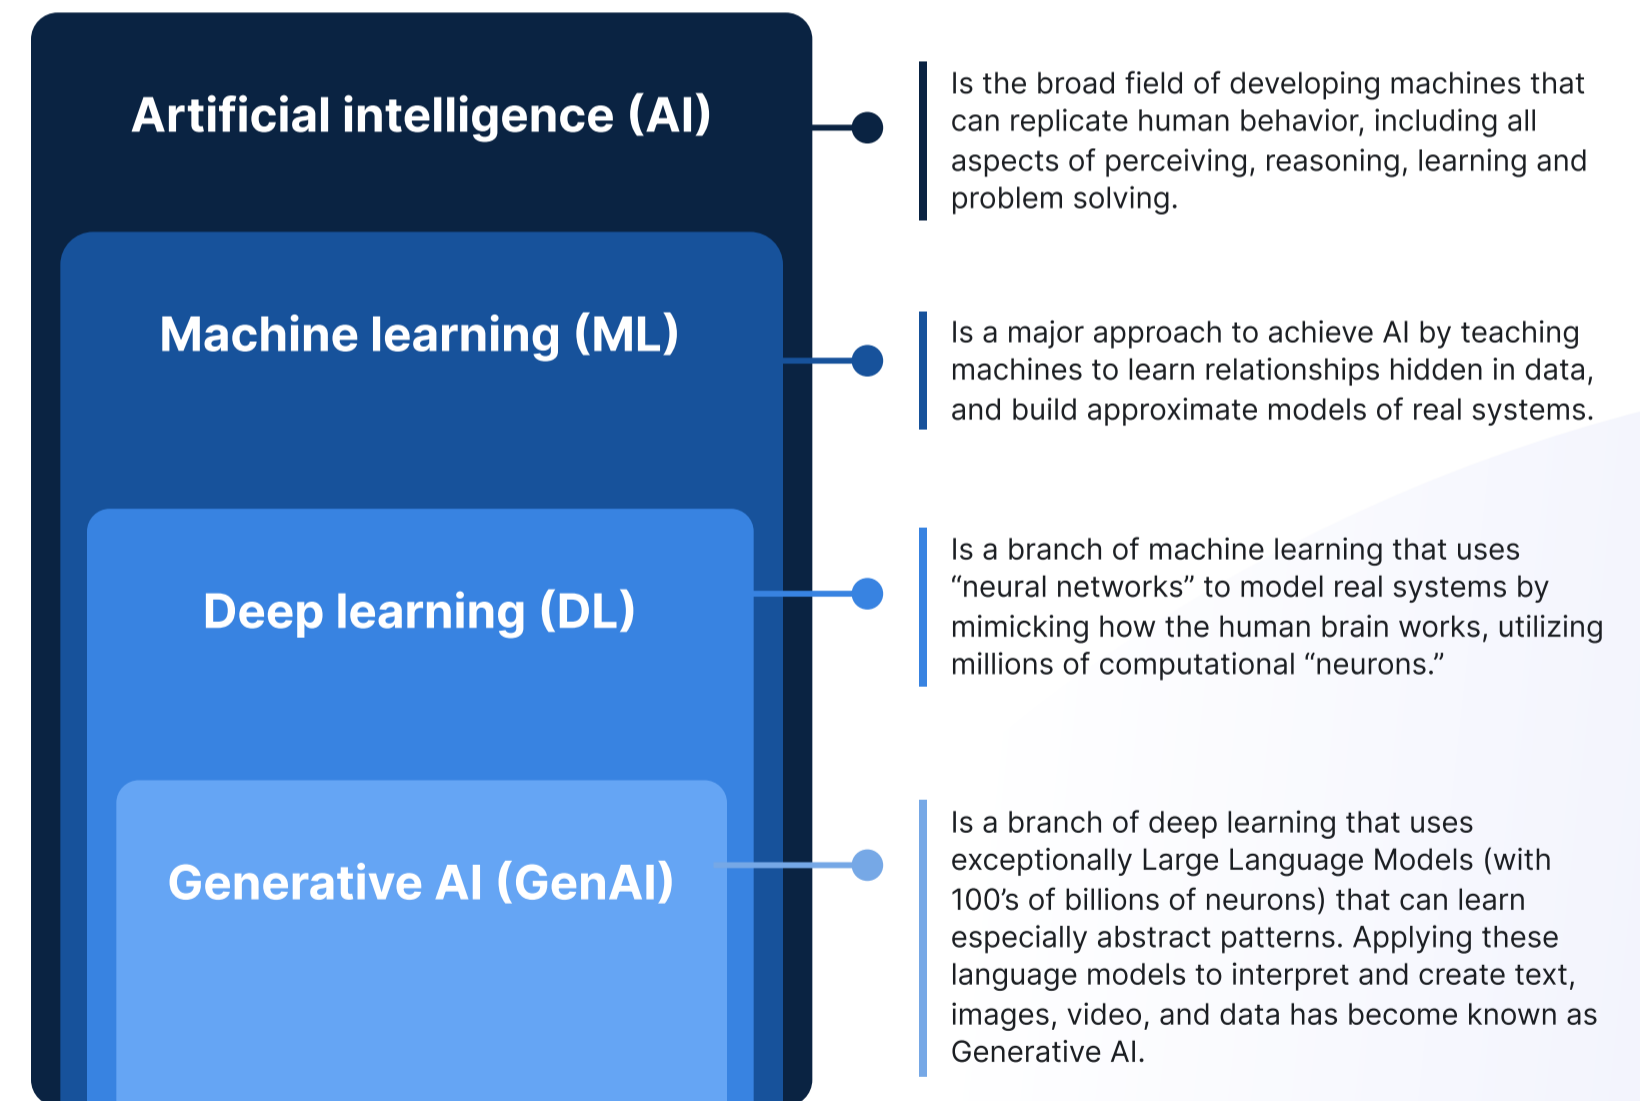 Artificial intelligence (AI)
Is the broad field of developing machines that
can replicate human behavior, including all
aspects of perceiving, reasoning, learning and
problem solving.
Machine learning (ML)
Is a major approach to achieve AI by teaching
machines to learn relationships hidden in data,
and build approximate models of real systems.
Deep learning (DL)
Is a branch of machine learning that uses
“neural networks” to model real systems by
mimicking how the human brain works, utilizing
millions of computational “neurons.”
Generative AI (GenAI)
Is a branch of deep learning that uses
exceptionally Large Language Models (with
100’s of billions of neurons) that can learn
especially abstract patterns. Applying these
language models to interpret and create text,
images, video, and data has become known as
Generative AI.